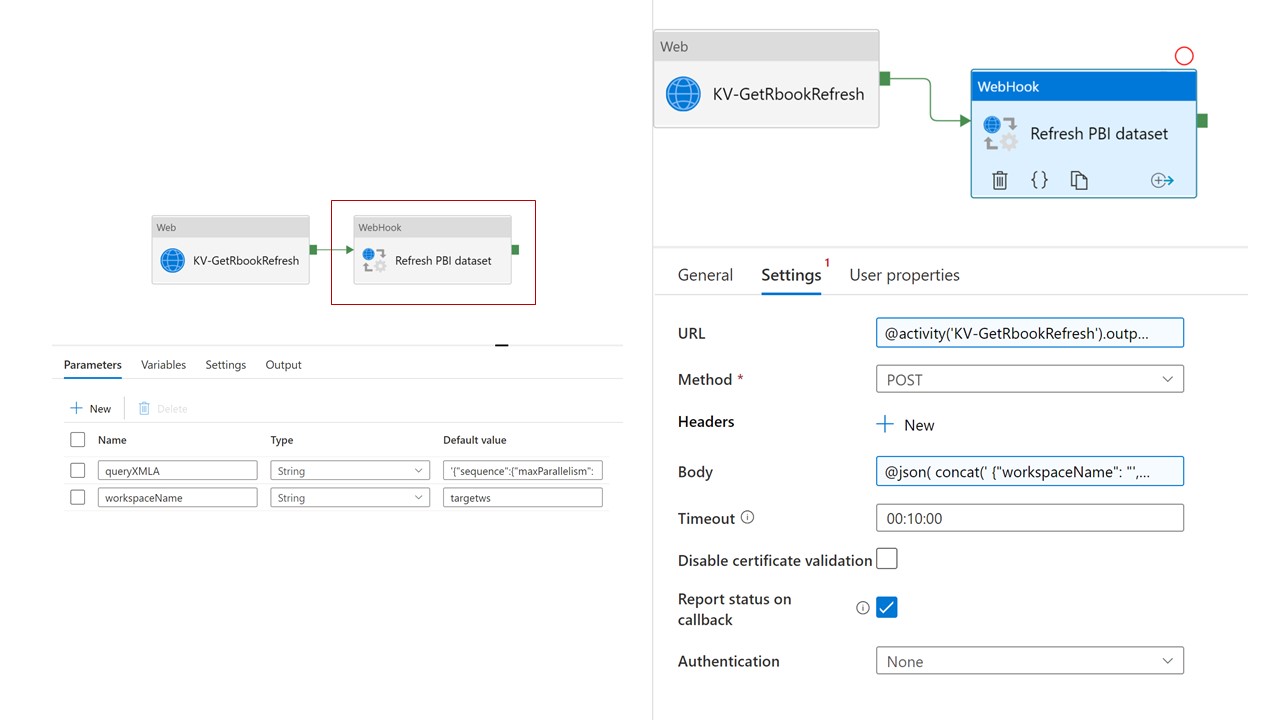 Web
KV-GetRbookRefresh
WebHook
Refresh PBI dataset
Parameters
Variables
Settings
Output
New
Delete
Name
Type
Default value
queryXMLA
String
'{"sequence":{"maxParallelism":
workspaceName
String
targetws
Web
KV-GetRbookRefresh
WebHook
Refresh PBI dataset
{}
General
Settings 1
User properties
URL
@activity('KV-GetRbookRefresh').outp...
Method *
POST
Headers
New
Body
@json( concat(' {"workspaceName": "',...
Timeout
00:10:00
Disable certificate validation
Report status on
callback
Authentication
None